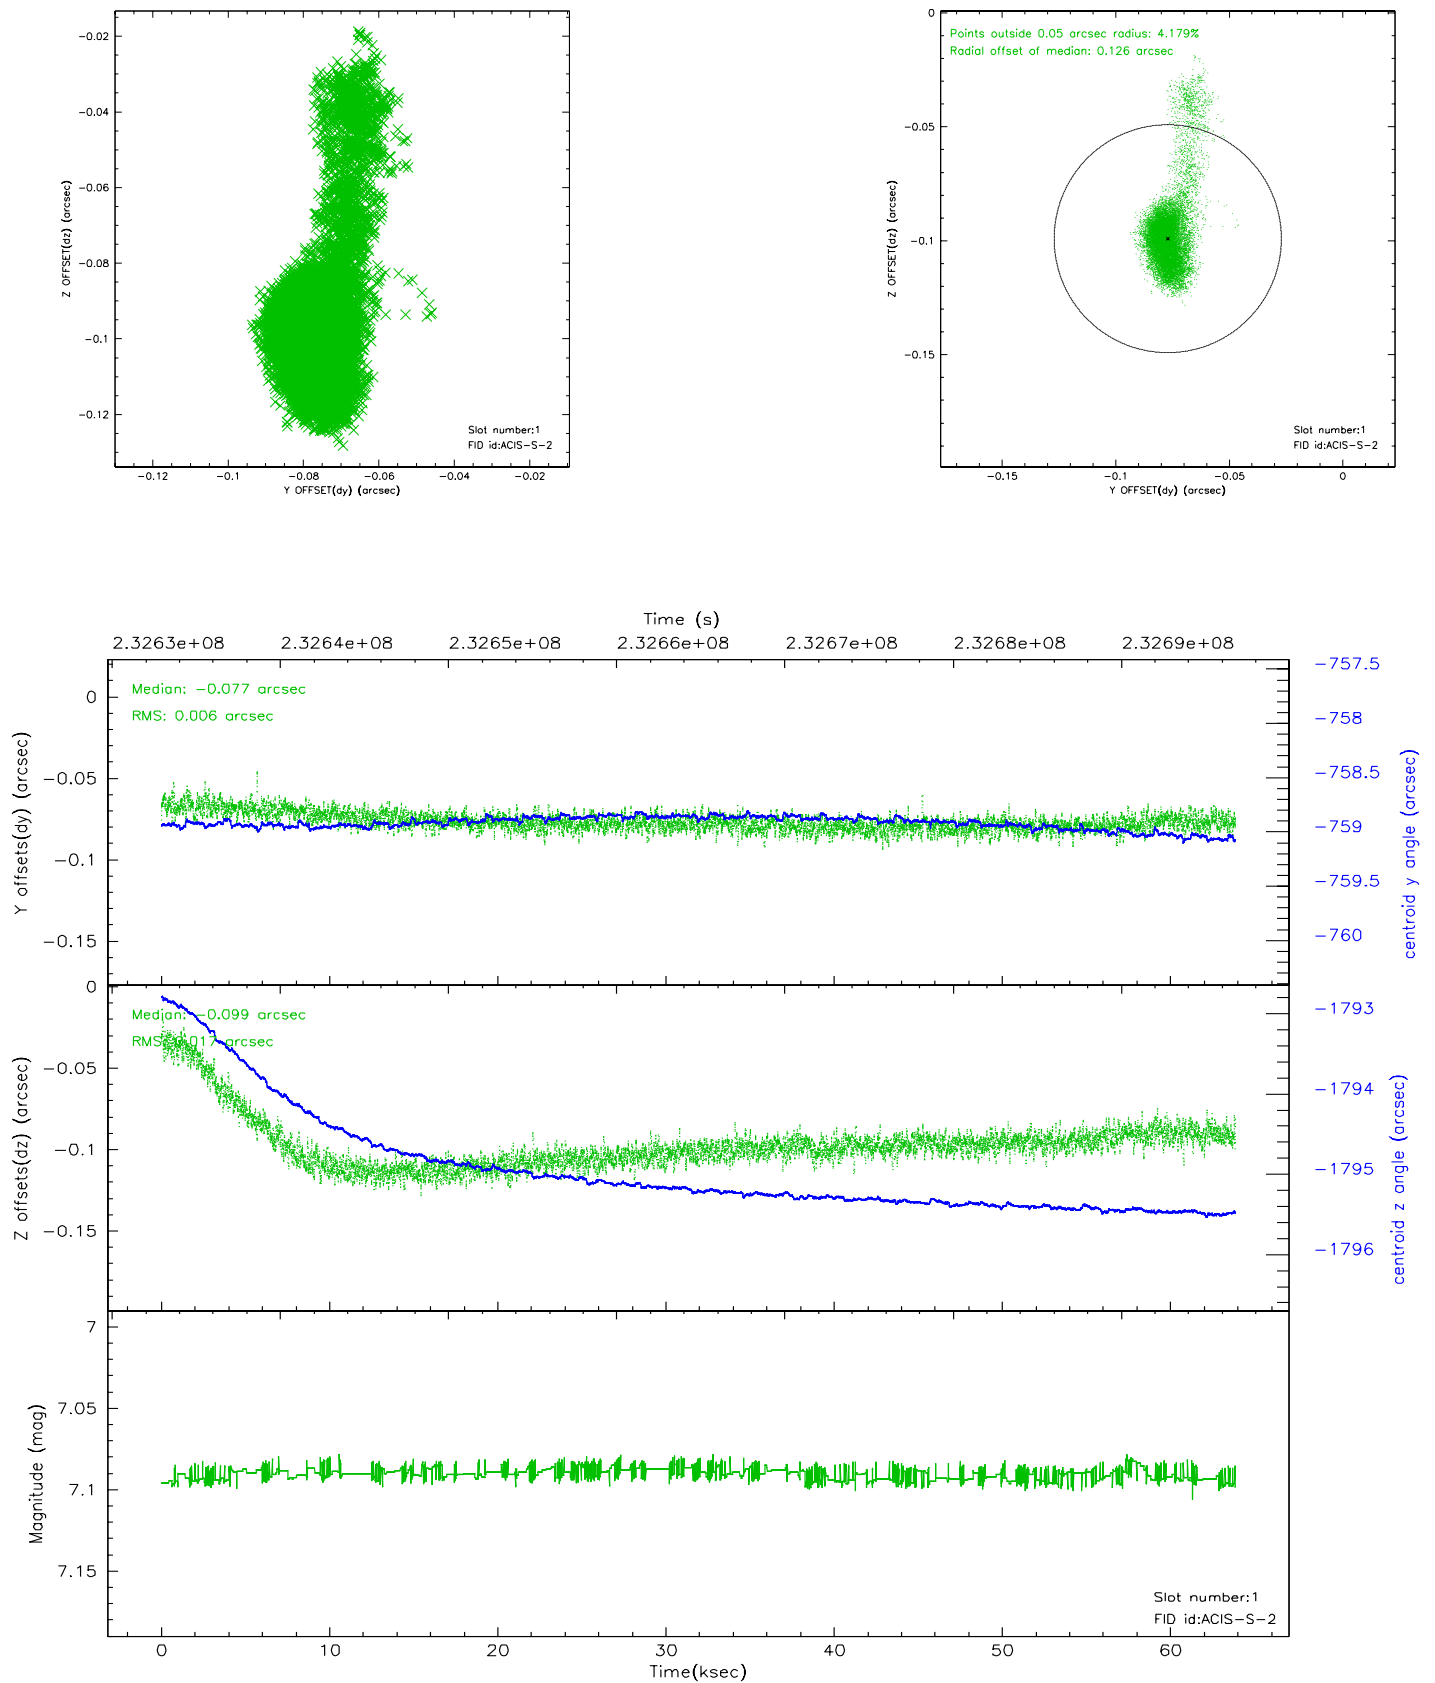 −0.02
−0.04
−0.06
−0.08
−0.1
−0.12
Z OFFSET(dz) (arcsec)
Slot number:1
FID id:ACIS−S−2
−0.12 −0.1 −0.08 −0.06 −0.04 −0.02
Y OFFSET(dy) (arcsec)
0
−0.05
−0.1
−0.15
Z OFFSET(dz) (arcsec)
Points outside 0.05 arcsec radius: 4.179%
Radial offset of median: 0.126 arcsec
Slot number:1
FID id:ACIS−S−2
−0.15 −0.1 −0.05 0
Y OFFSET(dy) (arcsec)
Time (s)
2.3263e+08 2.3264e+08 2.3265e+08 2.3266e+08 2.3267e+08 2.3268e+08 2.3269e+08
Median: −0.077 arcsec
RMS: 0.006 arcsec
0
−0.05
−0.1
−0.15
Y offsets(dy) (arcsec)
−757.5
−758
−758.5
−759
−759.5
−760
centroid y angle (arcsec)
Median: −0.099 arcsec
RMS: 0.017 arcsec
0
−0.05
−0.1
−0.15
Z offsets(dz) (arcsec)
−1793
−1794
−1795
−1796
centroid z angle (arcsec)
7
7.05
7.1
7.15
Magnitude (mag)
Slot number:1
FID id:ACIS−S−2
0 10 20 30 40 50 60
Time(ksec)